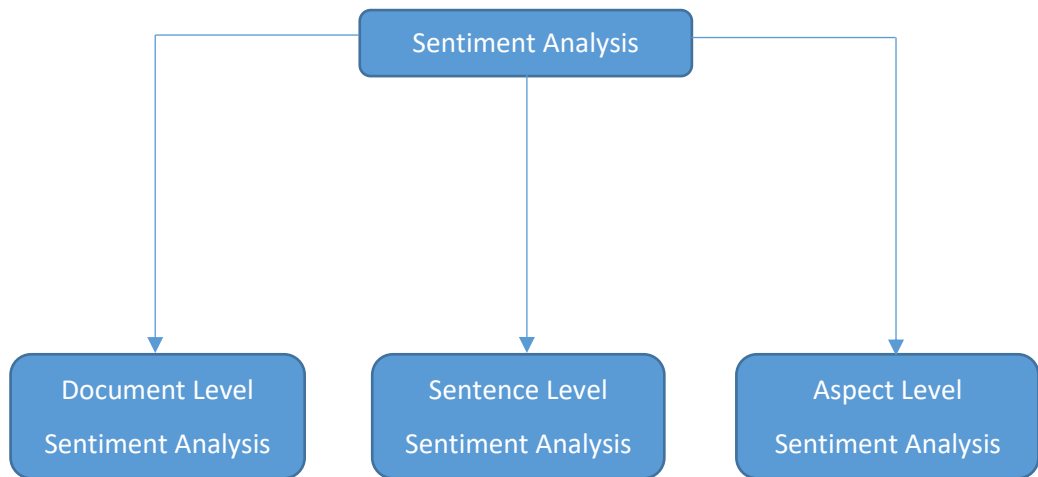 Sentiment Analysis
Document Level
Sentiment Analysis
Sentence Level
Sentiment Analysis
Aspect Level
Sentiment Analysis